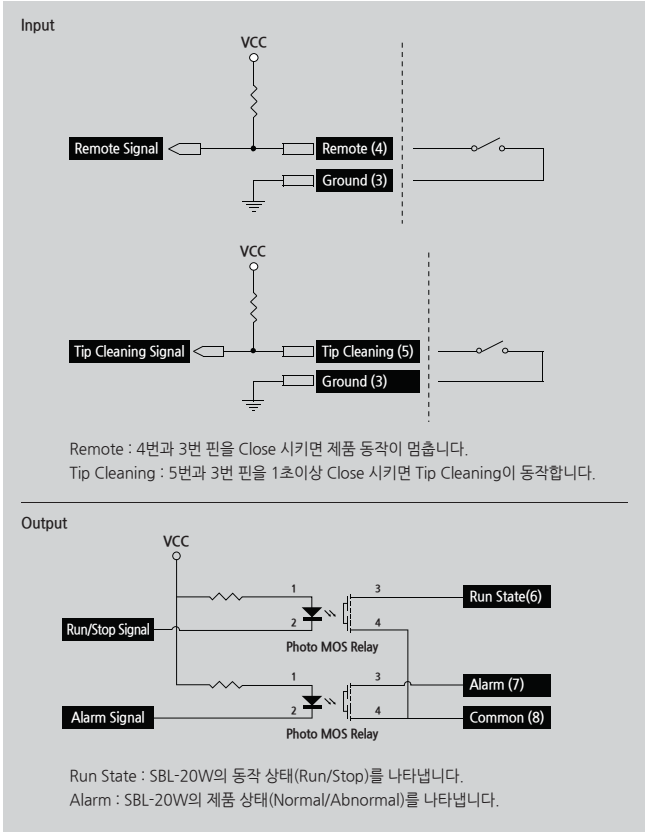 Input
VCC
Remote Signal
Remote (4)
Ground (3)
VCC
Tip Cleaning Signal
Tip Cleaning (5)
Ground (3)
Remote : 4번과 3번 핀을 Close 시키면 제품 동작이 멈춥니다.
Tip Cleaning : 5번과 3번 핀을 1초이상 Close 시키면 Tip Cleaning이 동작합니다.
Output
VCC
1
3
Run State(6)
Run/Stop Signal
2
4
Photo MOS Relay
1
3
Alarm (7)
Alarm Signal
2
4
Common (8)
Photo MOS Relay
Run State : SBL-20W의 동작 상태(Run/Stop)를 나타냅니다.
Alarm : SBL-20W의 제품 상태(Normal/Abnormal)를 나타냅니다.